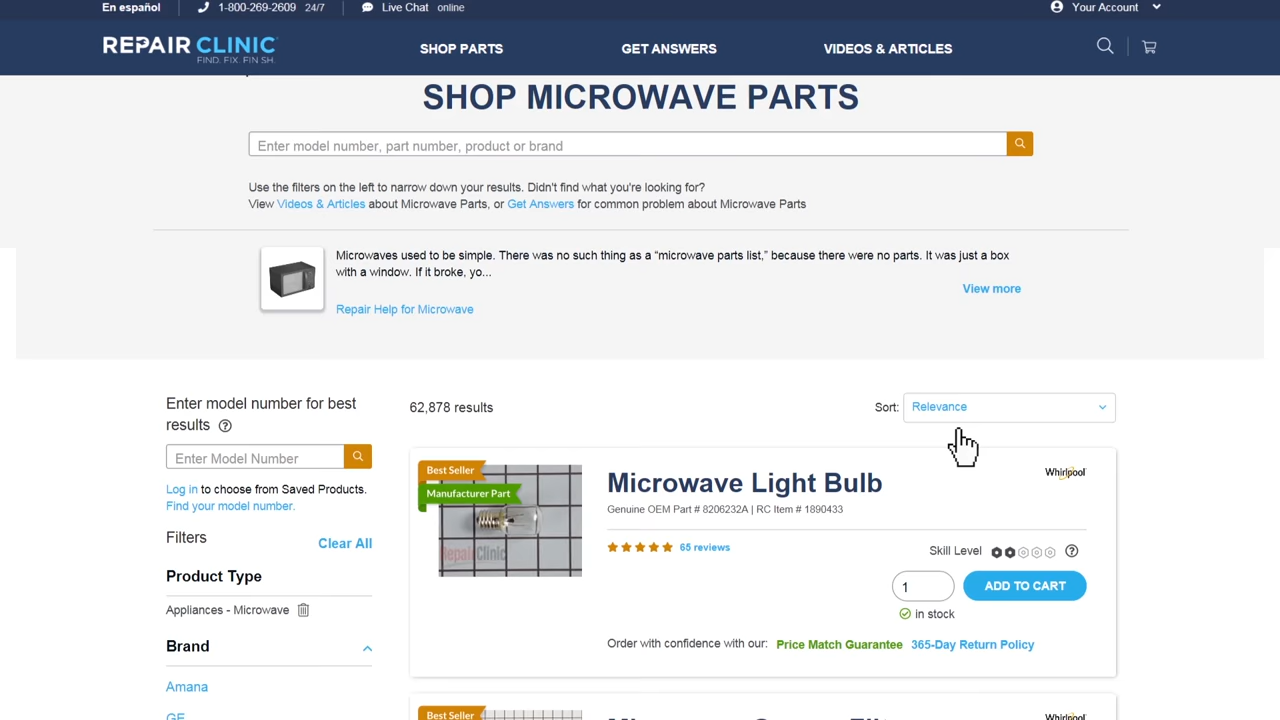 En español
1-800-269-2609 24/7
Live Chat online
Your Account
REPAIR CLINIC
FIND. FIX. FINISH.
SHOP PARTS
GET ANSWERS
VIDEOS & ARTICLES
SHOP MICROWAVE PARTS
Enter model number, part number, product or brand
Use the filters on the left to narrow down your results. Didn't find what you're looking for?
View Videos & Articles about Microwave Parts, or Get Answers for common problem about Microwave Parts
Microwaves used to be simple. There was no such thing as a “microwave parts list,” because there were no parts. It was just a box
with a window. If it broke, yo...
View more
Repair Help for Microwave
Enter model number for best
results
Enter Model Number
Log in to choose from Saved Products.
Find your model number.
Filters
Clear All
Product Type
Appliances - Microwave
Brand
Amana
GE
62,878 results
Sort: Relevance
Best Seller
Manufacturer Part
RepairClinic
Microwave Light Bulb
Whirlpool
Genuine OEM Part # 8206232A | RC Item # 1890433
65 reviews
Skill Level
1
ADD TO CART
in stock
Order with confidence with our: Price Match Guarantee 365-Day Return Policy
Best Seller
Whirlpool